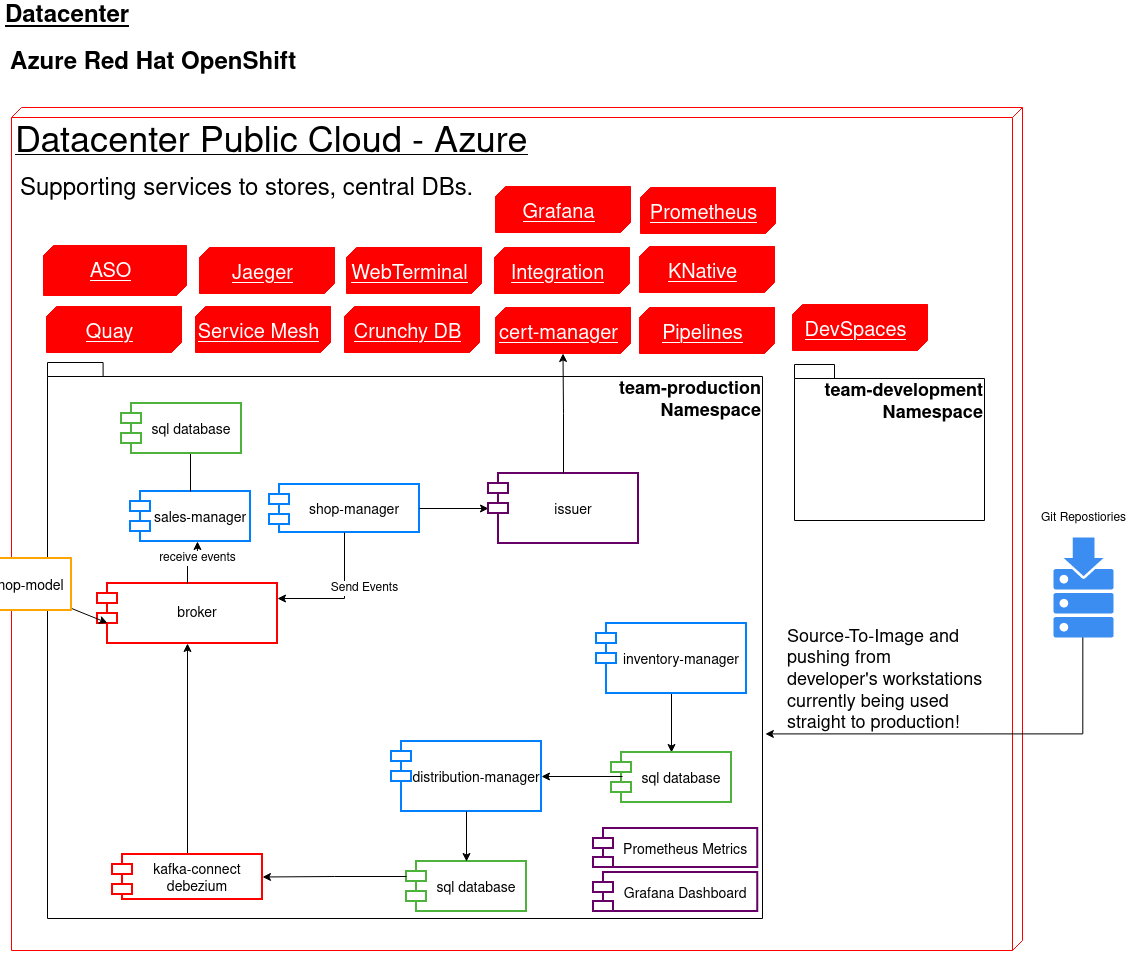 Datacenter
Azure Red Hat OpenShift
Datacenter Public Cloud - Azure
Supporting services to stores, central DBs.
Grafana
Prometheus
ASO
Jaeger
WebTerminal
Integration
KNative
Quay
Service Mesh
Crunchy DB
cert-manager
Pipelines
DevSpaces
team-production
Namespace
team-development
Namespace
sql database
sales-manager
shop-manager
issuer
receive events
Send Events
hop-model
broker
Git Repostiories
inventory-manager
Source-To-Image and
pushing from
developer's workstations
currently being used
straight to production!
distribution-manager
sql database
Prometheus Metrics
kafka-connect
debezium
sql database
Grafana Dashboard